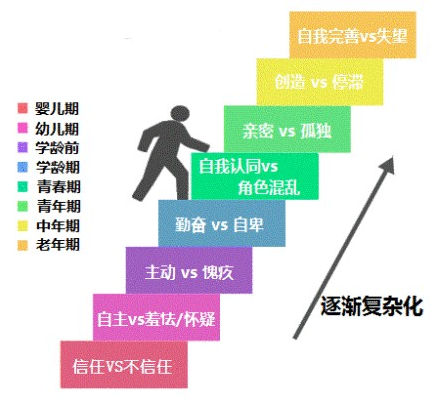 自我完善vs失望
创造 vs 停滞
亲密 vs 孤独
自我认同vs
角色混乱
勤奋 vs 自卑
主动 vs 愧疚
自主vs羞怯/怀疑
信任VS不信任
婴儿期
幼儿期
学龄前
学龄期
青春期
青年期
中年期
老年期
逐渐复杂化